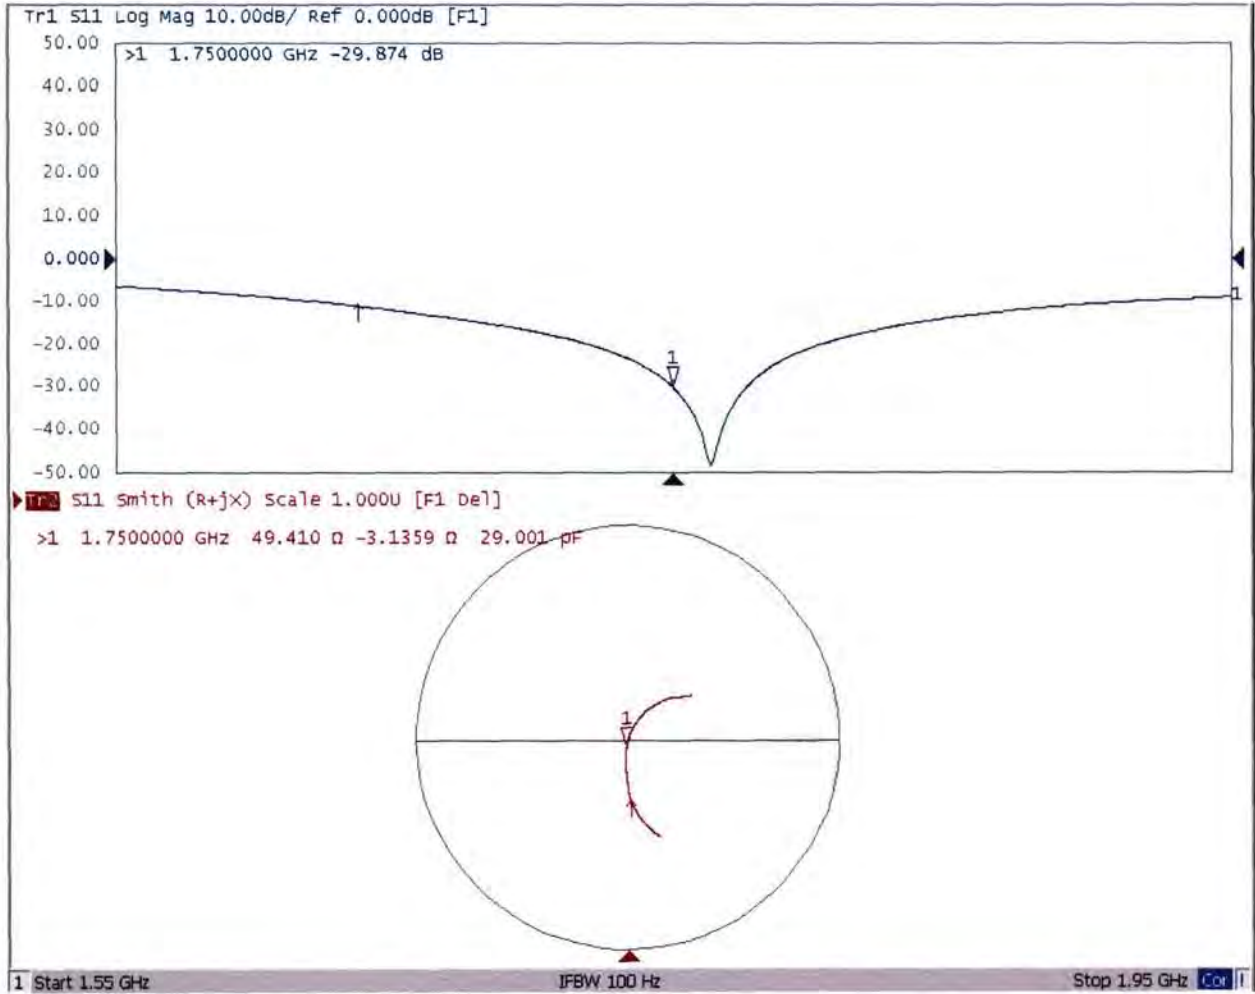 Tr1 S11 Log Mag 10.00dB/ Ref 0.000dB [F1]
50.00
>1 1.7500000 GHz -29.874 dB
40.00
30.00
20.00
10.00
0.000
-10.00
1
-20.00
1
-30.00
-40.00
-50.00
Tr2 S11 Smith (R+jX) Scale 1.000U [F1 Del]
>1 1.7500000 GHz 49.410 Ω -3.1359 Ω 29.001 pF
1
1 Start 1.55 GHz IFBW 100 Hz Stop 1.95 GHz Cor !